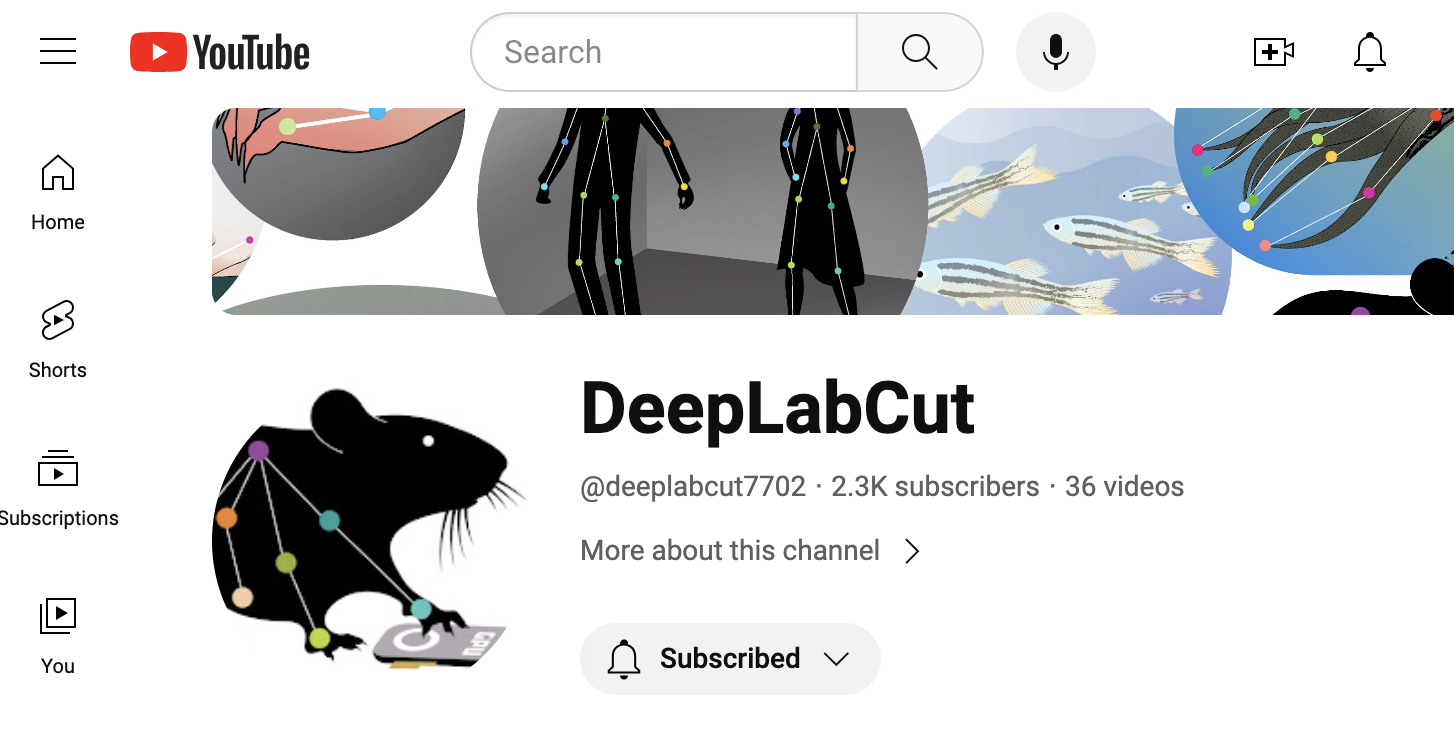 YouTube
Search
Home
Shorts
Subscriptions
You
DeepLabCut
@deeplabcut7702 · 2.3K subscribers · 36 videos
More about this channel
Subscribed
GPU